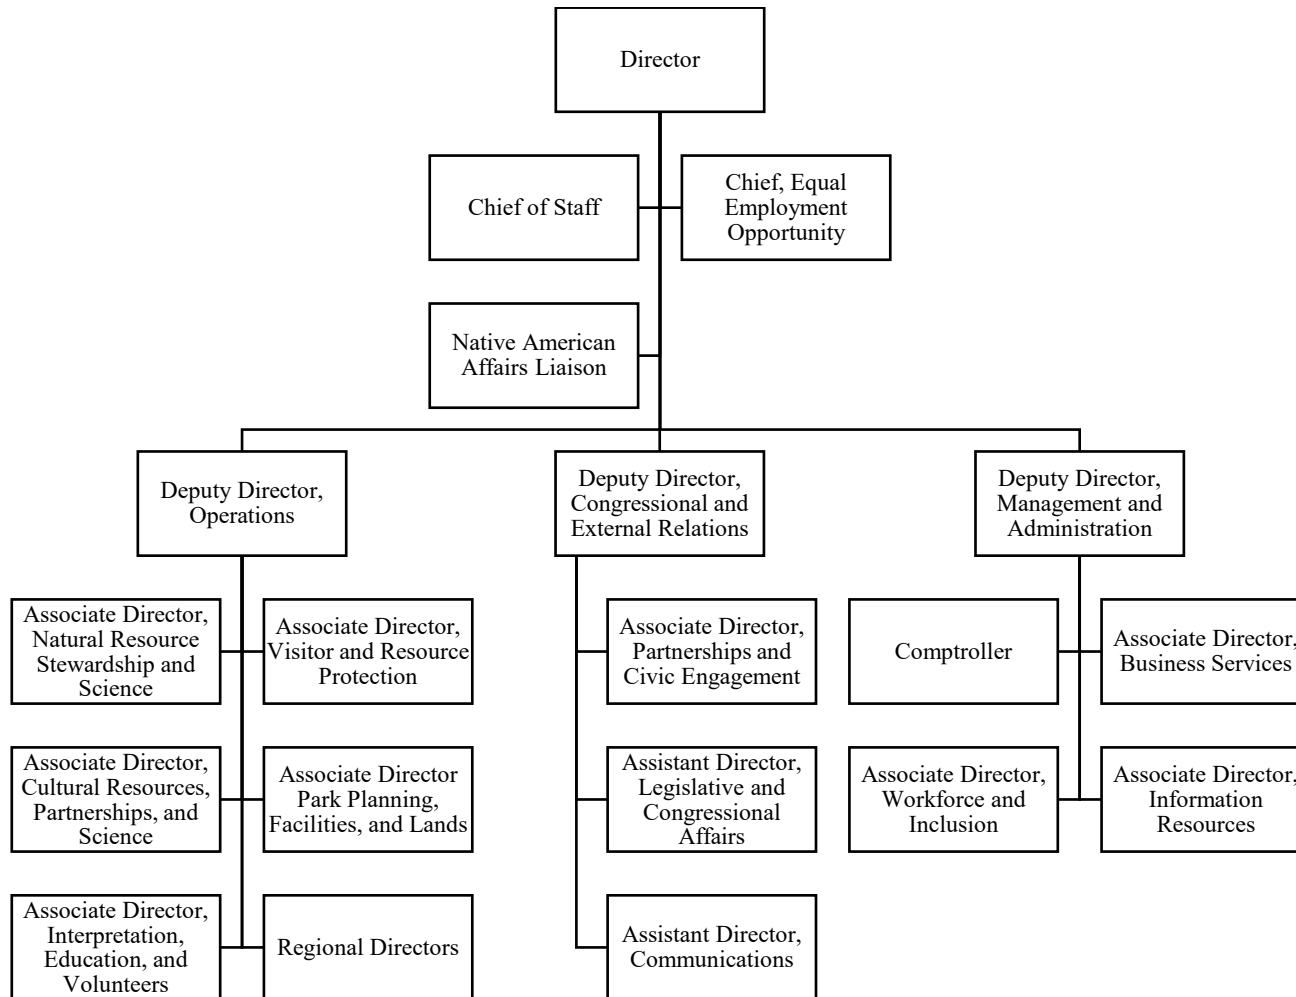 Director
Chief of Staff
Chief, Equal
Employment
Opportunity
Native American
Affairs Liaison
Deputy Director,
Operations
Deputy Director,
Congressional and
External Relations
Deputy Director,
Management and
Administration
Associate Director,
Natural Resource
Stewardship and
Science
Associate Director,
Visitor and Resource
Protection
Associate Director,
Partnerships and
Civic Engagement
Comptroller
Associate Director,
Business Services
Associate Director,
Cultural Resources,
Partnerships, and
Science
Associate Director
Park Planning,
Facilities, and Lands
Assistant Director,
Legislative and
Congressional
Affairs
Associate Director,
Workforce and
Inclusion
Associate Director,
Information
Resources
Associate Director,
Interpretation,
Education, and
Volunteers
Regional Directors
Assistant Director,
Communications